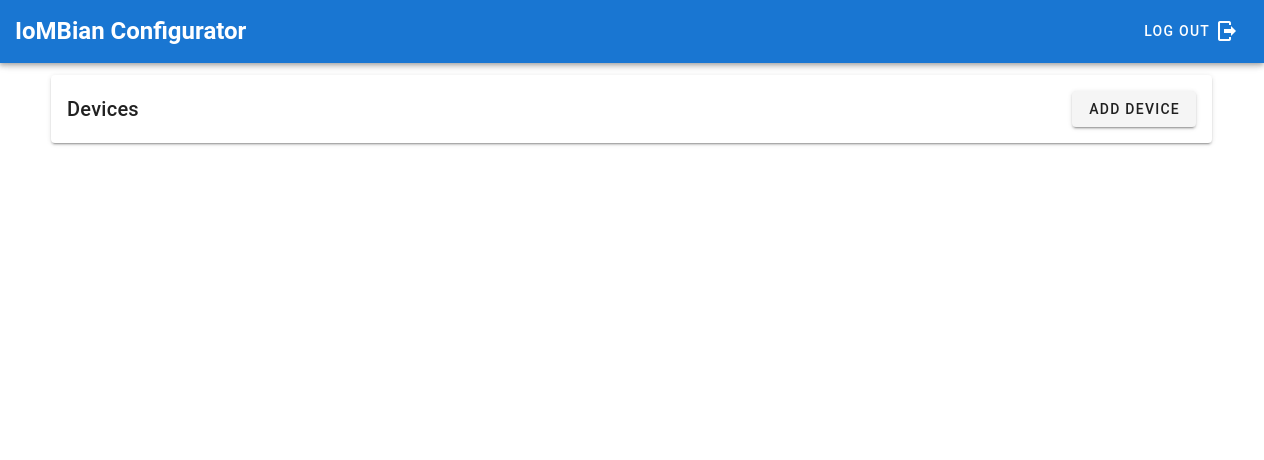 IoMBian Configurator
LOG OUT
Devices
ADD DEVICE